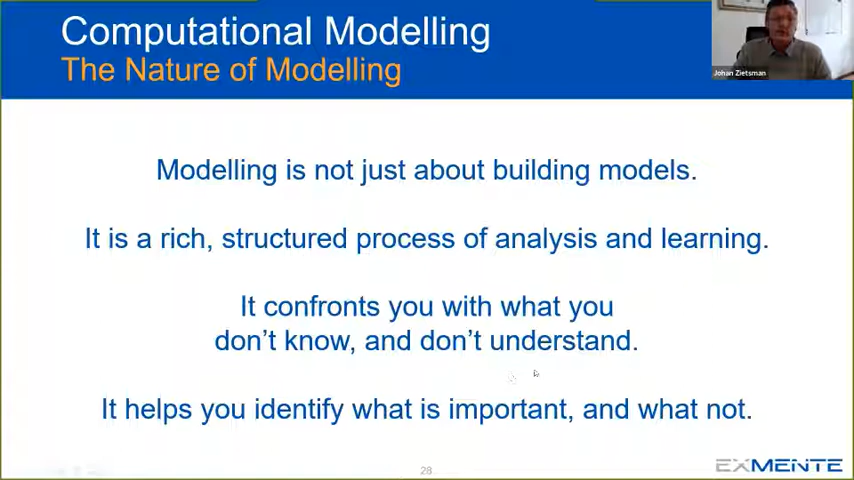 Computational Modelling
The Nature of Modelling
Johan Zietsman
Modelling is not just about building models.
It is a rich, structured process of analysis and learning.
It confronts you with what you
don't know, and don't understand.
It helps you identify what is important, and what not.
28
EXMENTE